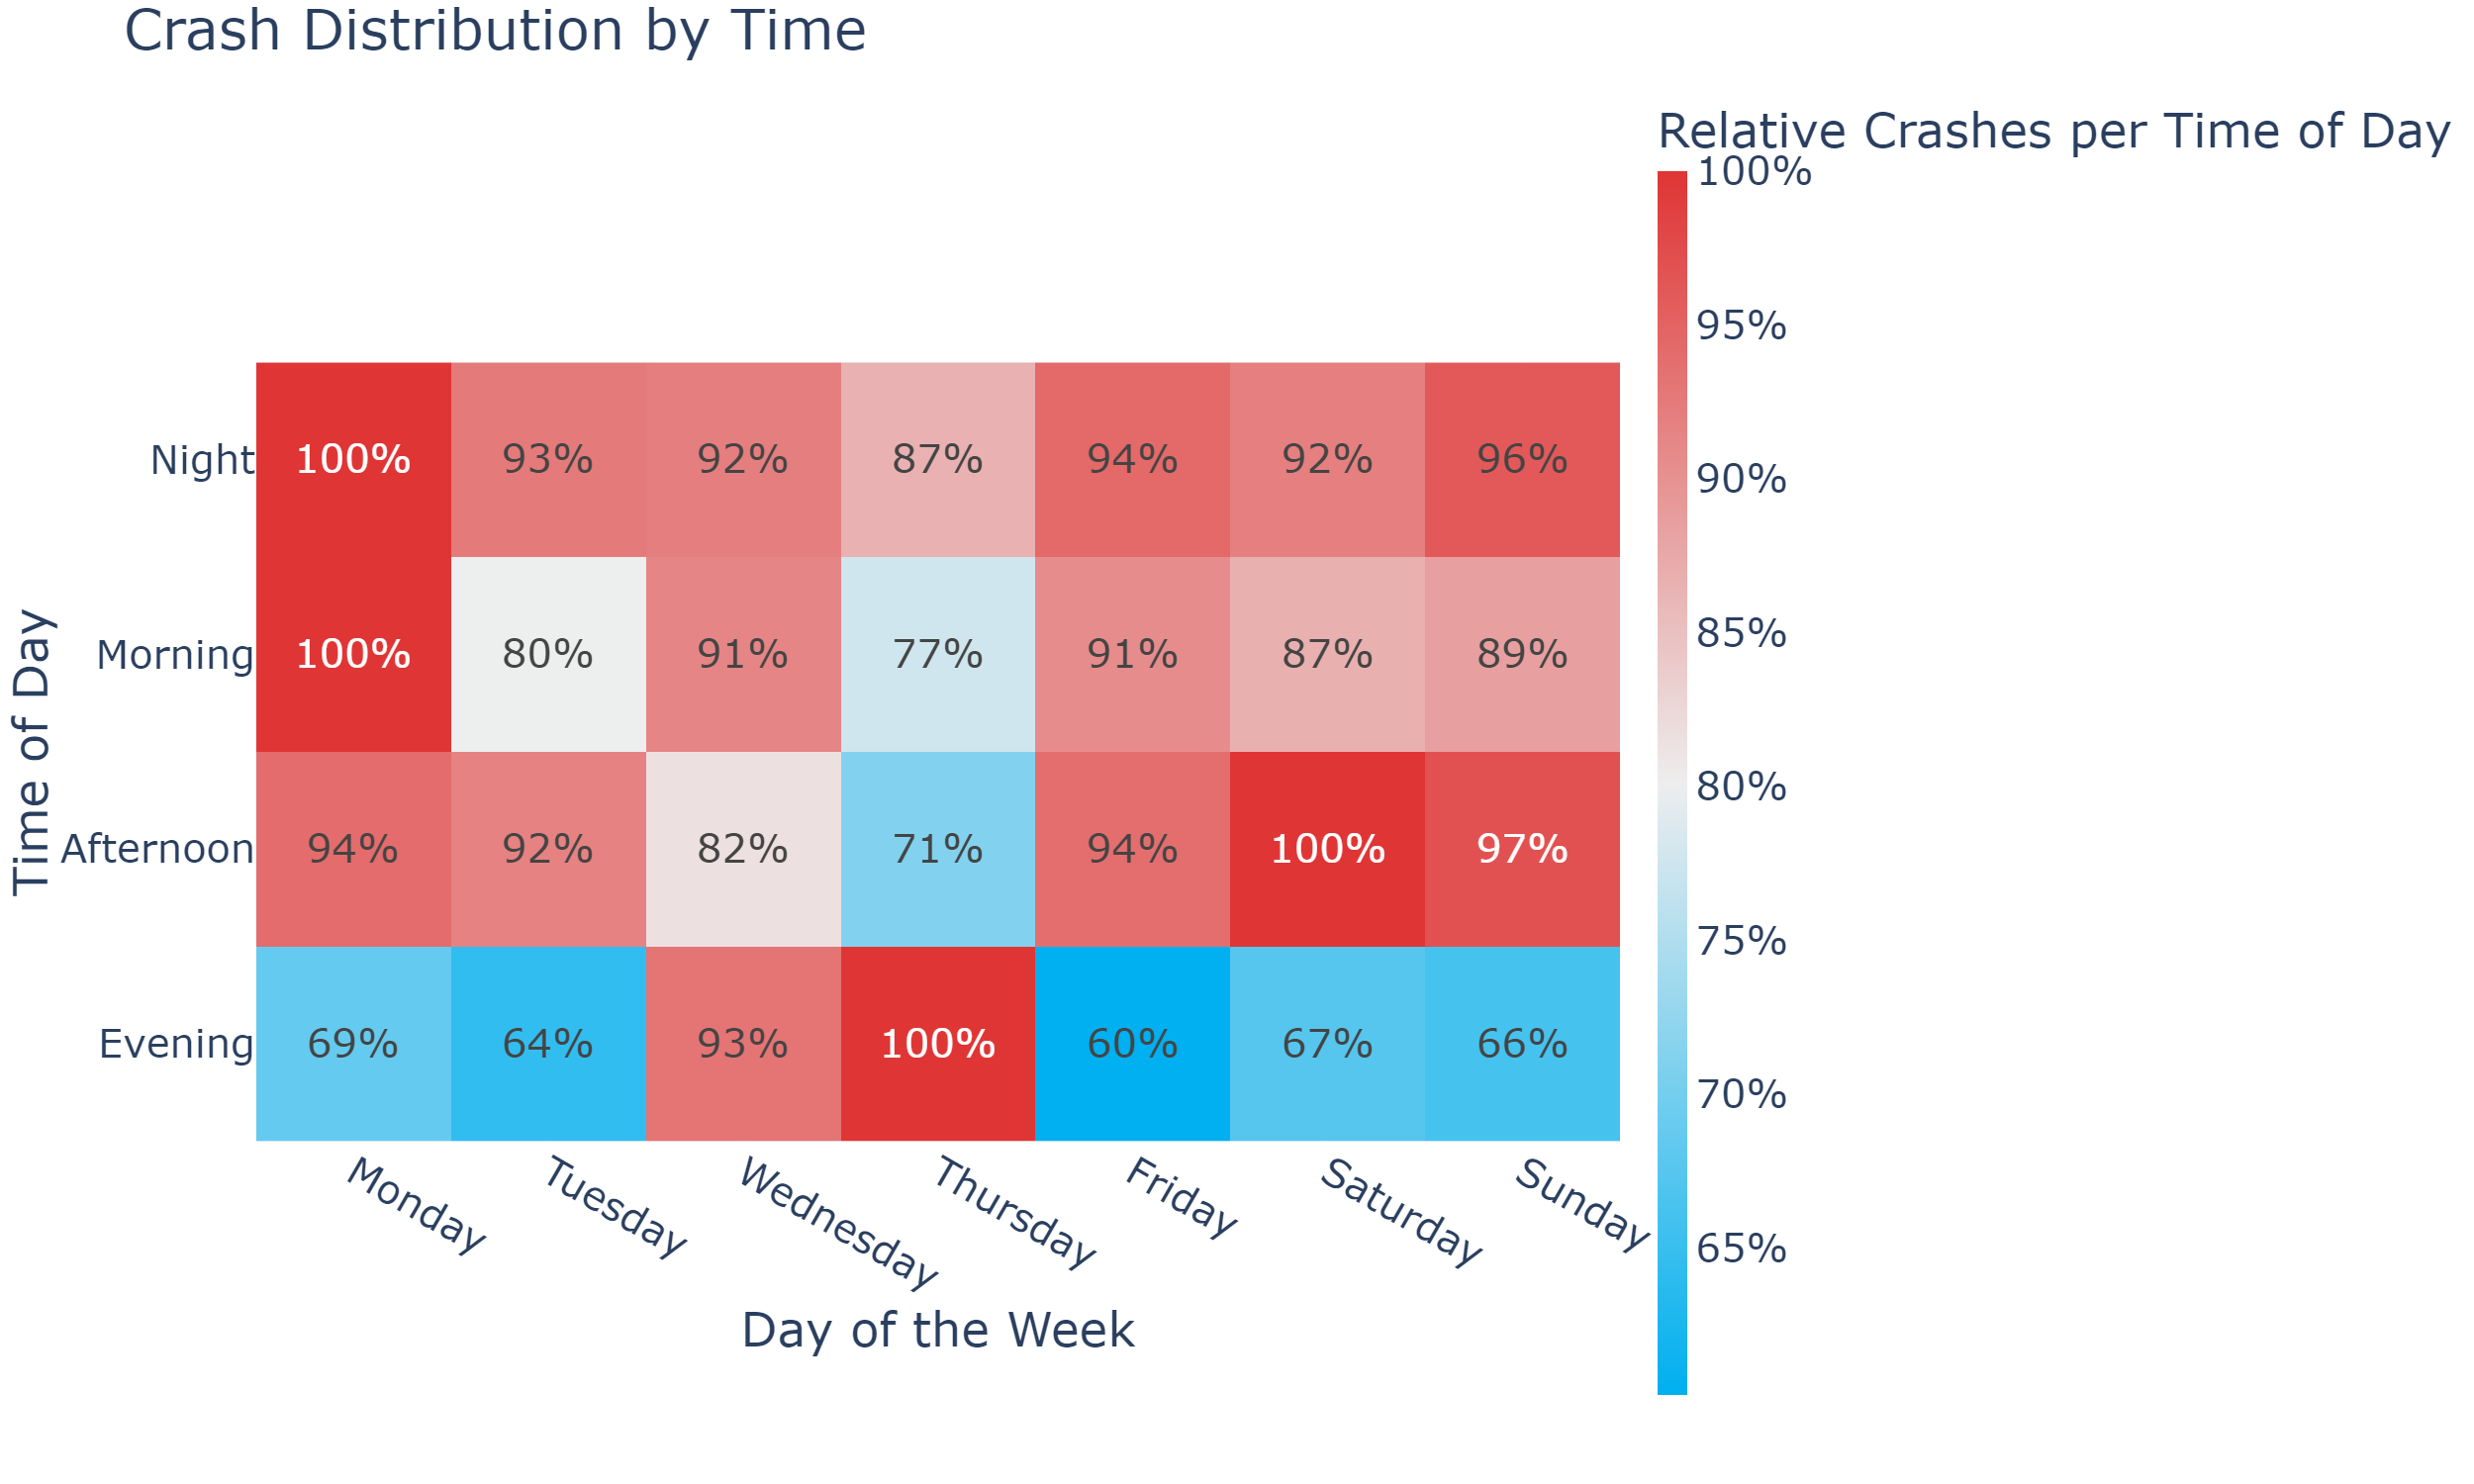 Crash Distribution by Time
Relative Crashes per Time of Day
100%
95%
90%
85%
80%
75%
70%
65%
Time of Day
Night 100% 93% 92% 87% 94% 92% 96%
Morning 100% 80% 91% 77% 91% 87% 89%
Afternoon 94% 92% 82% 71% 94% 100% 97%
Evening 69% 64% 93% 100% 60% 67% 66%
Monday Tuesday Wednesday Thursday Friday Saturday Sunday
Day of the Week